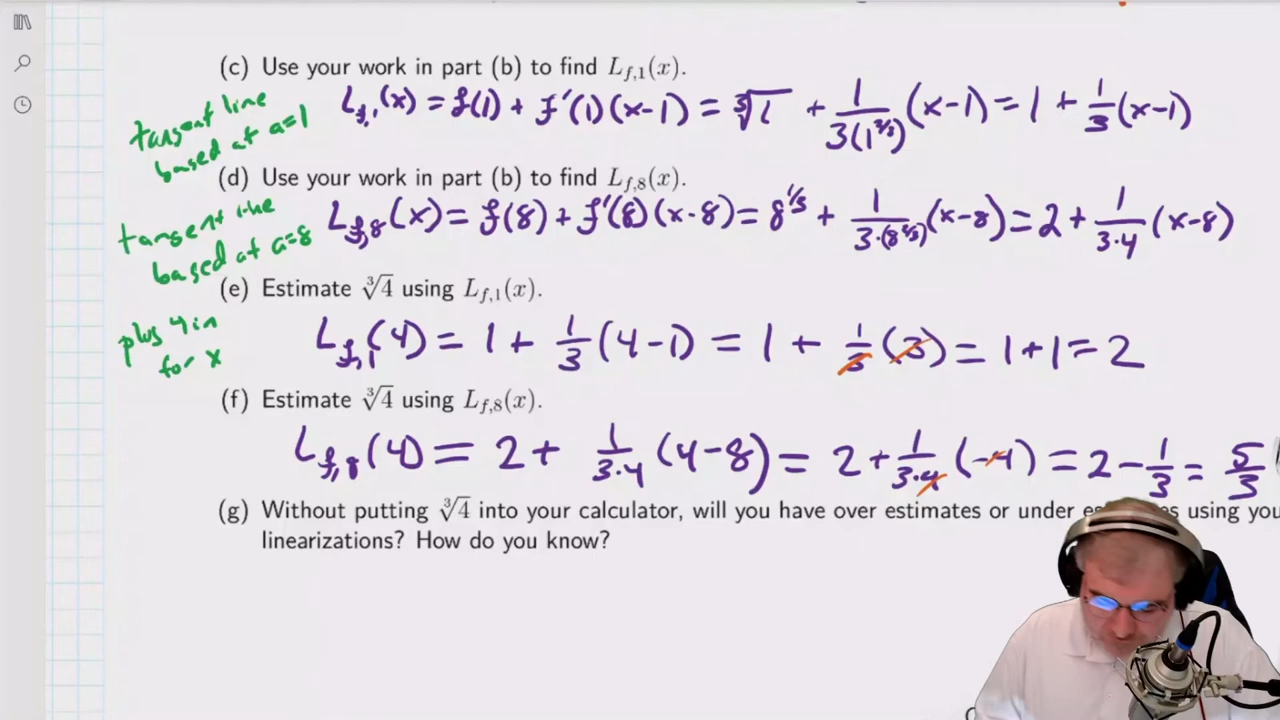 (c) Use your work in part (b) to find L_{f,1}(x).
tangent line based at a=1
L_{f,1}(x) = f(1) + f'(1)(x-1) = ∛1 + 1/(3(1^{2/3})) (x-1) = 1 + 1/3 (x-1)
(d) Use your work in part (b) to find L_{f,8}(x).
tangent line based at a=8
L_{f,8}(x) = f(8) + f'(8)(x-8) = 8^{1/3} + 1/(3·(8^{2/3})) (x-8) = 2 + 1/(3·4) (x-8)
(e) Estimate ∛4 using L_{f,1}(x).
plug 4 in for x
L_{f,1}(4) = 1 + 1/3 (4-1) = 1 + 1/3 (3) = 1+1 = 2
(f) Estimate ∛4 using L_{f,8}(x).
L_{f,8}(4) = 2 + 1/(3·4) (4-8) = 2 + 1/(3·4) (-4) = 2 - 1/3 = 5/3
(g) Without putting ∛4 into your calculator, will you have over estimates or under es using you
linearizations? How do you know?